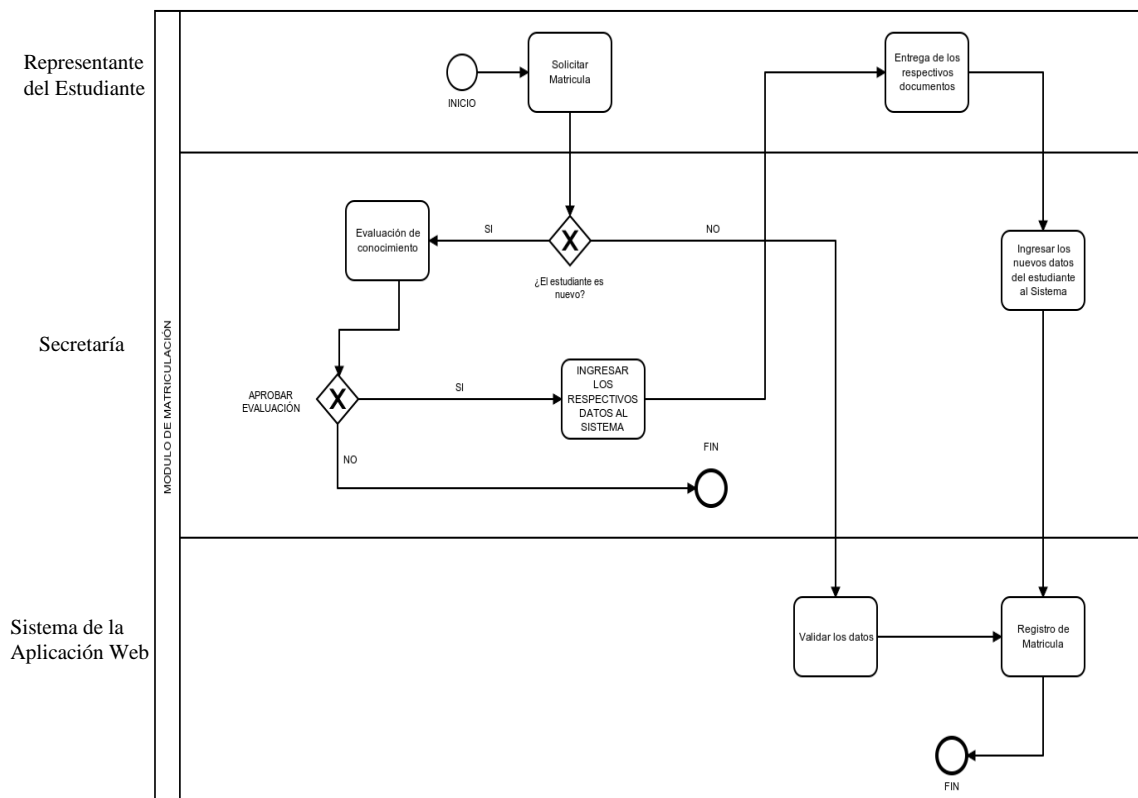 Representante
del Estudiante
INICIO
Solicitar
Matricula
Entrega de los
respectivos
documentos
MODULO DE MATRICULACIÓN
Secretaría
Evaluación de
conocimiento
SI
¿El estudiante es
nuevo?
NO
Ingresar los
nuevos datos
del estudiante
al Sistema
APROBAR
EVALUACIÓN
SI
INGRESAR
LOS
RESPECTIVOS
DATOS AL
SISTEMA
NO
FIN
Sistema de la
Aplicación Web
Validar los datos
Registro de
Matricula
FIN